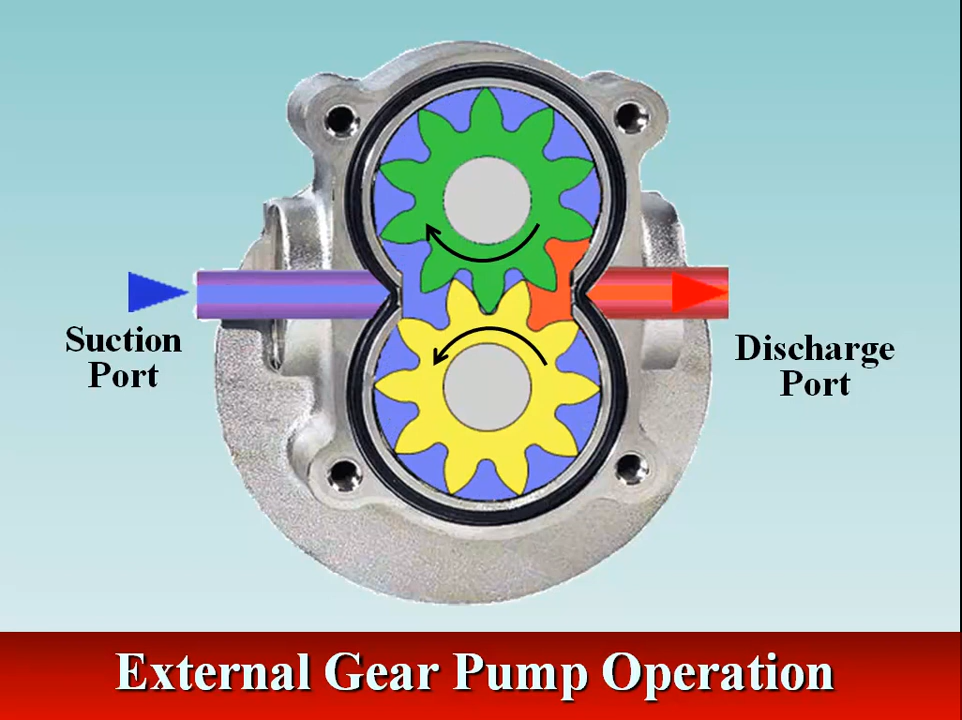 Suction
Port
Discharge
Port
External Gear Pump Operation